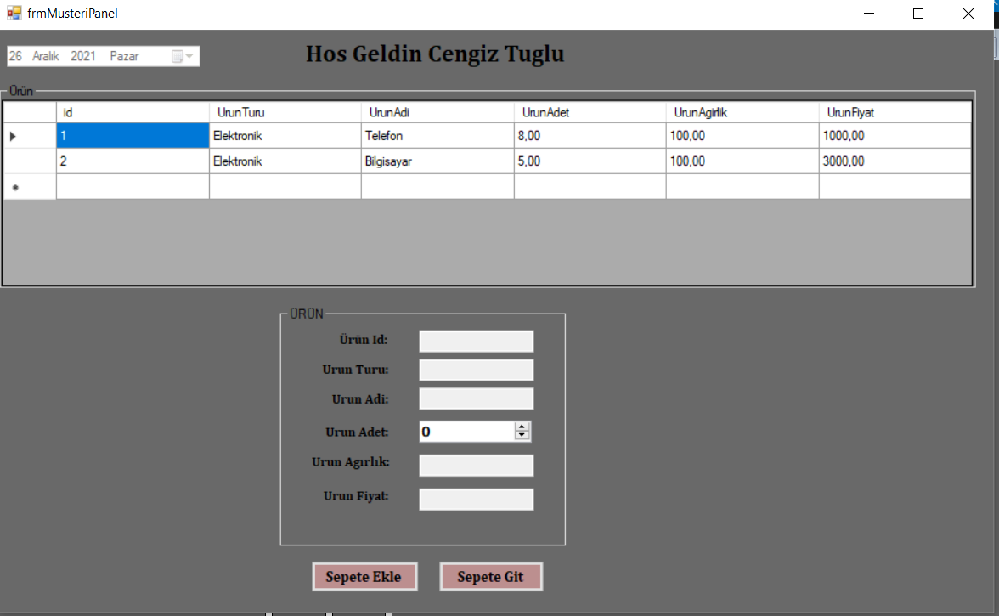 frmMusteriPanel
26 Aralık 2021 Pazar
Hos Geldin Cengiz Tuglu
Ürün
id UrunTuru UrunAdi UrunAdet UrunAgirlik UrunFiyat
1 Elektronik Telefon 8,00 100,00 1000,00
2 Elektronik Bilgisayar 5,00 100,00 3000,00
ÜRÜN
Ürün Id:
Urun Turu:
Urun Adi:
Urun Adet: 0
Urun Agırlık:
Urun Fiyat:
Sepete Ekle Sepete Git